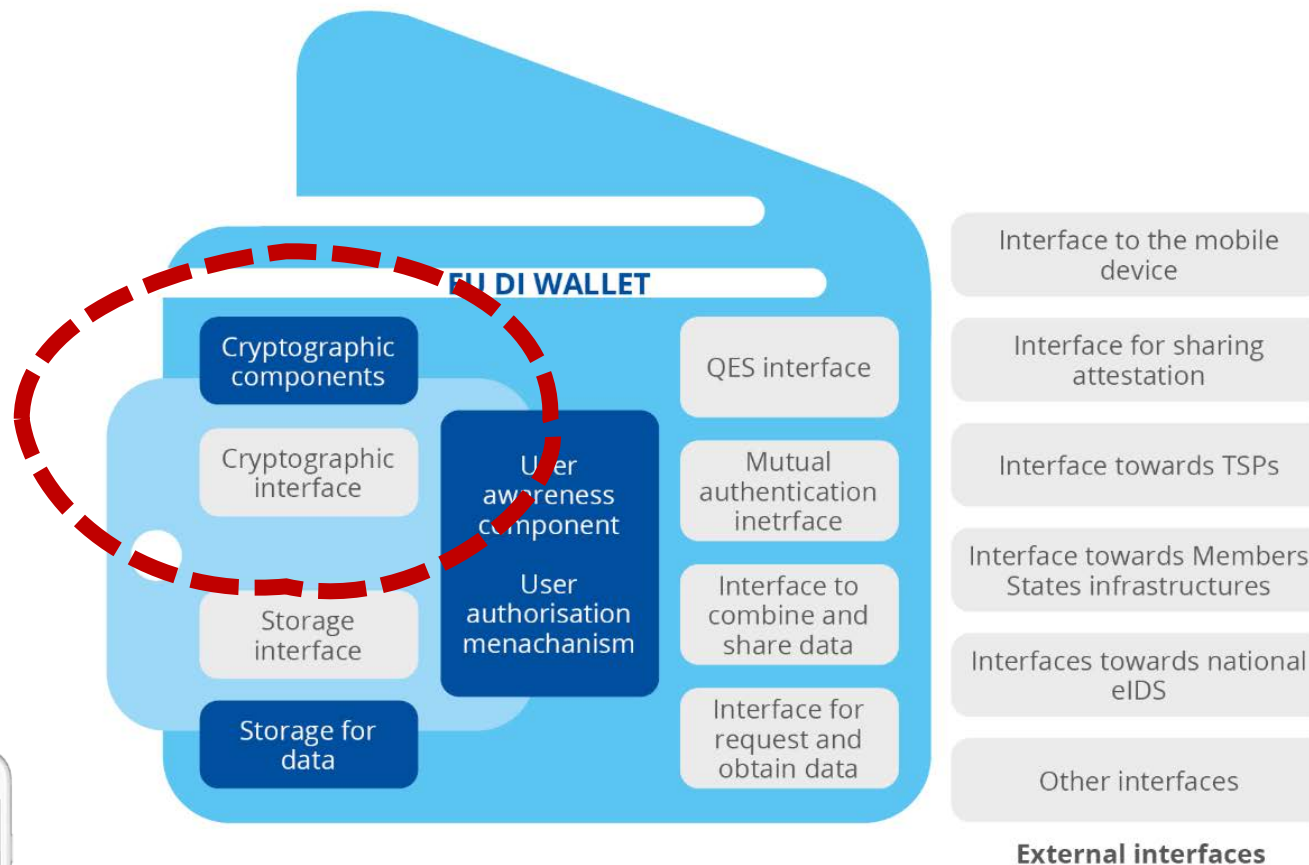 EU DI WALLET
Cryptographic
components
Cryptographic
interface
Storage
interface
Storage for
data
User
awareness
component
User
authorisation
menachanism
QES interface
Mutual
authentication
inetrface
Interface to
combine and
share data
Interface for
request and
obtain data
Interface to the mobile
device
Interface for sharing
attestation
Interface towards TSPs
Interface towards Members
States infrastructures
Interfaces towards national
eIDS
Other interfaces
External interfaces